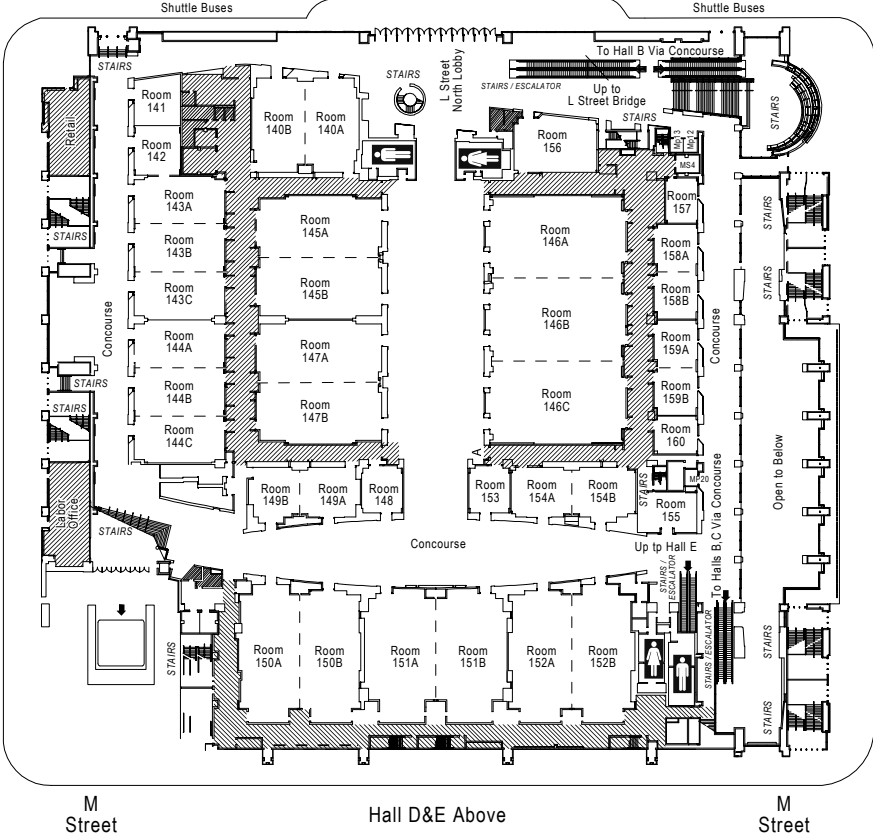 Shuttle Buses
Shuttle Buses
To Hall B Via Concourse
STAIRS
STAIRS
L Street
North Lobby
STAIRS / ESCALATOR
Up to
L Street Bridge
STAIRS
STAIRS
Retail
Room
141
Room
142
Room
140B
Room
140A
Room
156
Mp13
Mp12
MS4
Room
157
STAIRS
Room
143A
Room
143B
Room
143C
Room
145A
Room
145B
Room
146A
Room
146B
Room
146C
Room
158A
Room
158B
Room
159A
Room
159B
Room
160
STAIRS
STAIRS
Concourse
Concourse
Room
144A
Room
144B
Room
144C
Room
147A
Room
147B
STAIRS
STAIRS
A
Labor
Office
STAIRS
Room
149B
Room
149A
Room
148
Room
153
Room
154A
Room
154B
STAIRS
MP20
Room
155
To Halls B,C Via Concourse
Open to Below
Concourse
Up tp Hall E
STAIRS /
ESCALATOR
STAIRS / ESCALATOR
STAIRS
Room
150A
Room
150B
Room
151A
Room
151B
Room
152A
Room
152B
STAIRS
STAIRS
M
Street
Hall D&E Above
M
Street